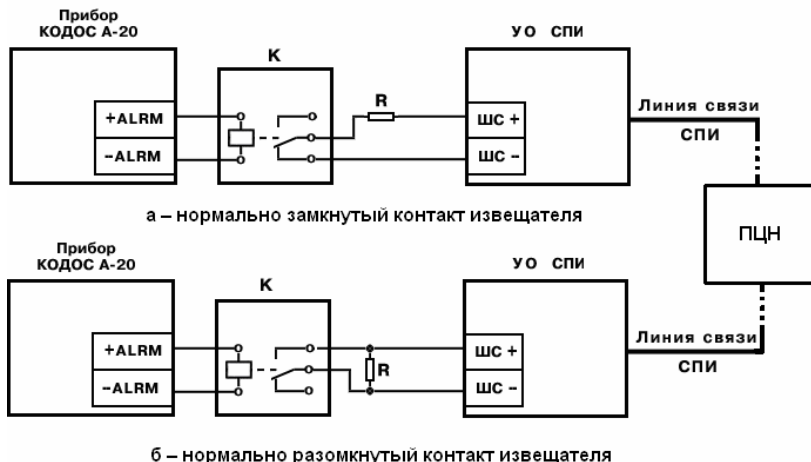 Прибор
КОДОС А-20
К
УО СПИ
+ALRM
−ALRM
R
ШС +
ШС −
Линия связи
СПИ
а – нормально замкнутый контакт извещателя
ПЦН
Прибор
КОДОС А-20
К
УО СПИ
+ALRM
−ALRM
R
ШС +
ШС −
Линия связи
СПИ
б – нормально разомкнутый контакт извещателя